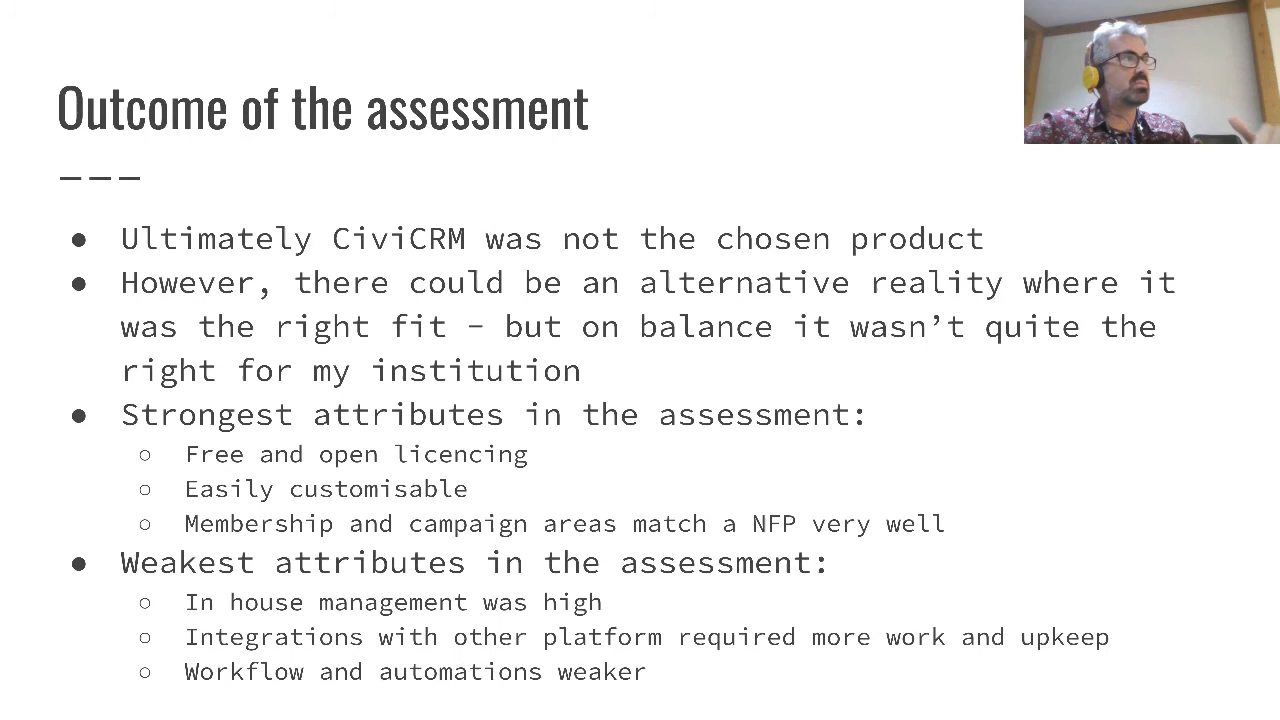 Outcome of the assessment
● Ultimately CiviCRM was not the chosen product
● However, there could be an alternative reality where it
was the right fit – but on balance it wasn’t quite the
right for my institution
● Strongest attributes in the assessment:
○ Free and open licencing
○ Easily customisable
○ Membership and campaign areas match a NFP very well
● Weakest attributes in the assessment:
○ In house management was high
○ Integrations with other platform required more work and upkeep
○ Workflow and automations weaker